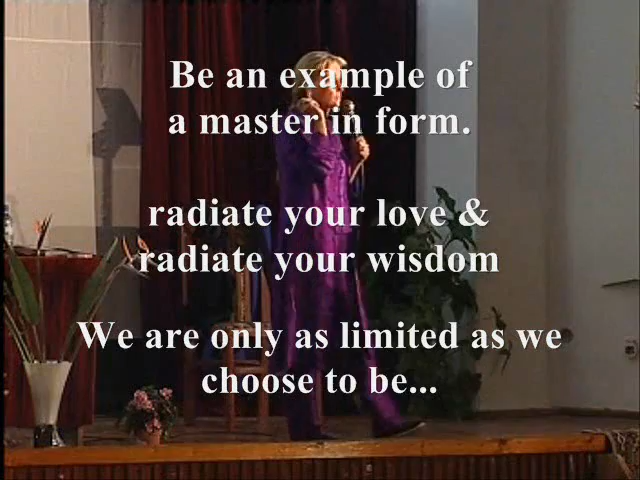 Be an example of
a master in form.
radiate your love &
radiate your wisdom
We are only as limited as we
choose to be...